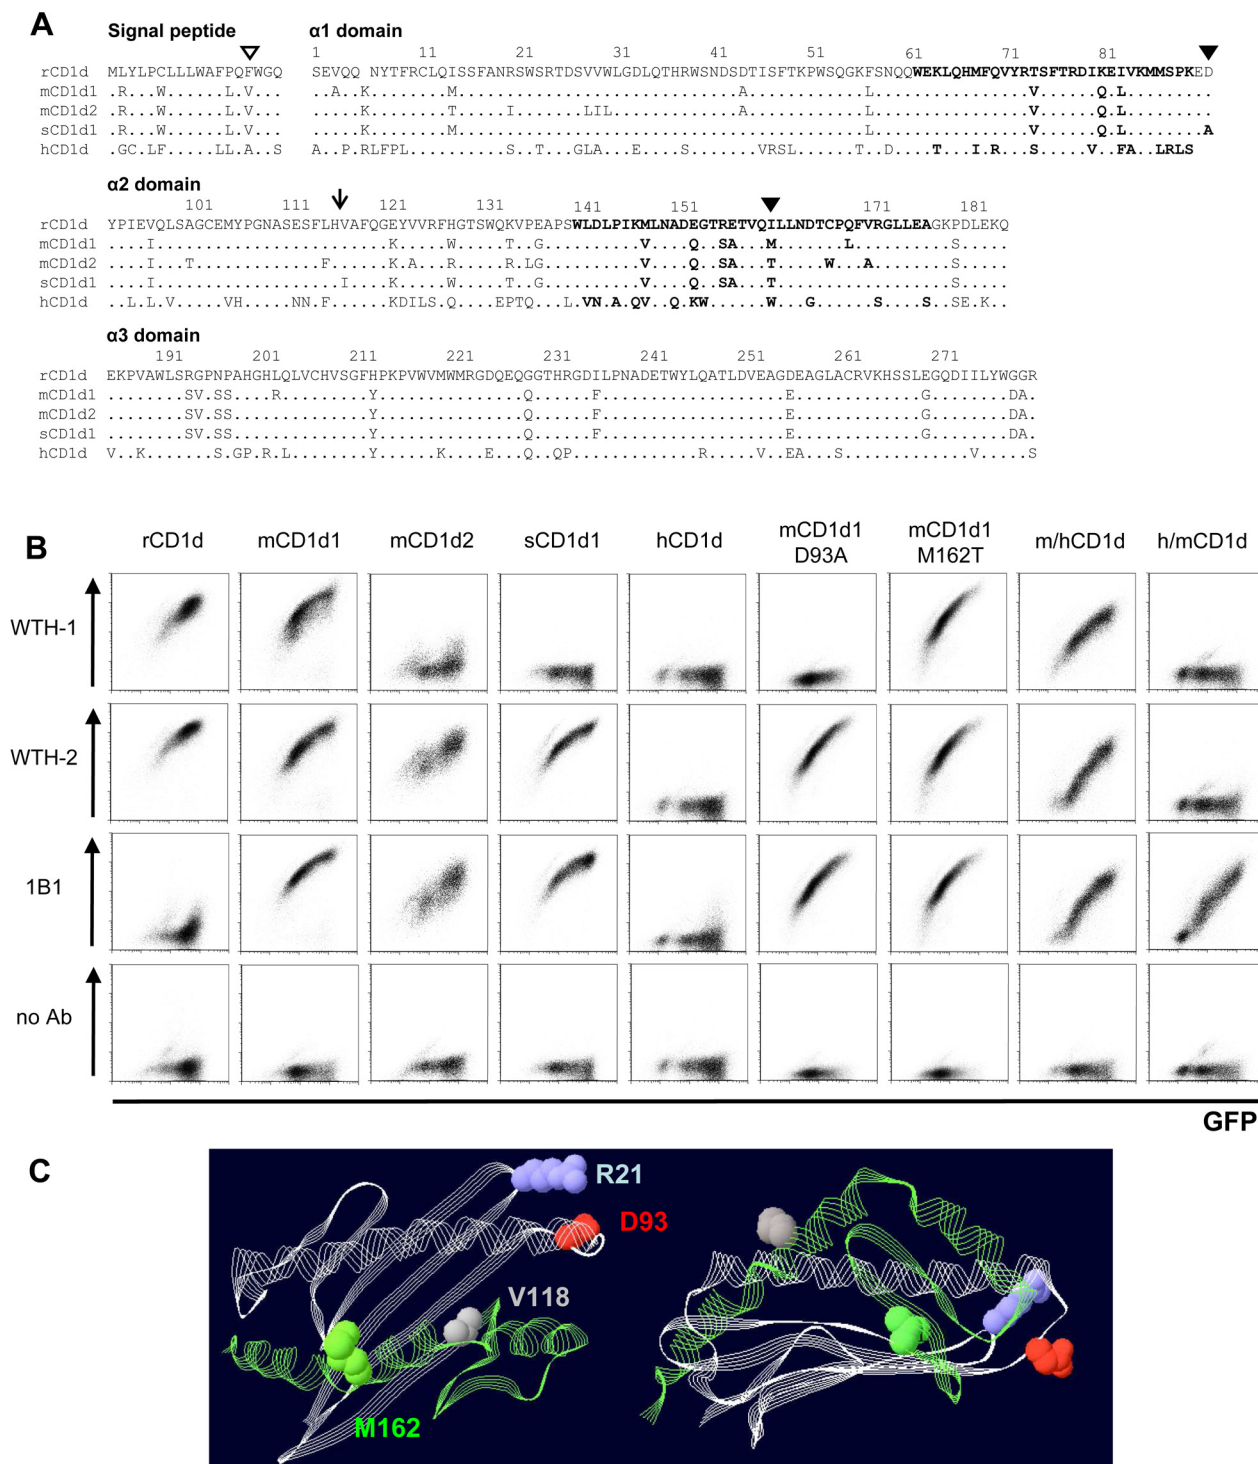 A
Signal peptide α1 domain
1 11 21 31 41 51 61 71 81
rCD1d MLYLPCLLLWAFPQFWGQ SEVQQ NYTFRCLQISSFANRSWSRTDSVVWLGDLQTHRWSNDSDTISFTKPWSQGKFSNQQWEKLQHMFQVYRTSFTRDIKEIVKMMSPKED
mCD1d1 .R...W......L.V... ..A..K........M.............................A............L................V......Q.L.........
mCD1d2 .R...W......L.V... .....K........T.....I.......LIL.............A............L................V......Q.L.........
sCD1d1 .R...W......L.V... .....K........M..........................................L................V......Q.L........A
hCD1d .GC.LF.....LL.A..S A..P.RLFPL..........S..T....GLA...E....S.......VRSL.....T..D....T...I.R...S.....V..FA..LRLS
α2 domain
101 111 121 131 141 151 161 171 181
rCD1d YPIEVQLSAGCEMYPGNASESFLHVAFQGEYVVRFHGTSWQKVPEAPSWLDLPIKMLNADEGTRETVQILLNDTCPQFVRGLLEAGKPDLEKQ
mCD1d1 ....I........................K.....W.....T..G..........V....Q..SA...M.......L..........S.....
mCD1d2 ....I...T.............F......K.A...R.....R.LG..........V....Q..SA...T.....W...A........S.....
sCD1d1 ....I...................I....K.....W.....T..G..........V....Q..SA...T..................S.....
hCD1d ..L.I.V.....VH.....NN.F......KDILS.Q....EPTQ...L.VN.A.QV..Q.KW......W...G......S....S..SE.K..
α3 domain
191 201 211 221 231 241 251 261 271
rCD1d EKPVAWLSRGPNPAHGHLQLVCHVSGFHPKPVWVMWMRGDQEQGGTHRGDILPNADETWYLQATLDVEAGDEAGLACRVKHSSLEGQDIILYWGGR
mCD1d1 ........SV.SS....R.........Y...............Q......F...................E.............G........DA.
mCD1d2 ........SV.SS..............Y...............Q......F...................E.............G........DA.
sCD1d1 ........SV.SS..............Y...............Q......F...................E.............G........DA.
hCD1d V..K.......S.GP.R.L........Y......K....E...Q..QP.............R.....V..EA...S.............V.....S
B
rCD1d mCD1d1 mCD1d2 sCD1d1 hCD1d mCD1d1 D93A mCD1d1 M162T m/hCD1d h/mCD1d
WTH-1
WTH-2
1B1
no Ab
GFP
C
R21
D93
V118
M162